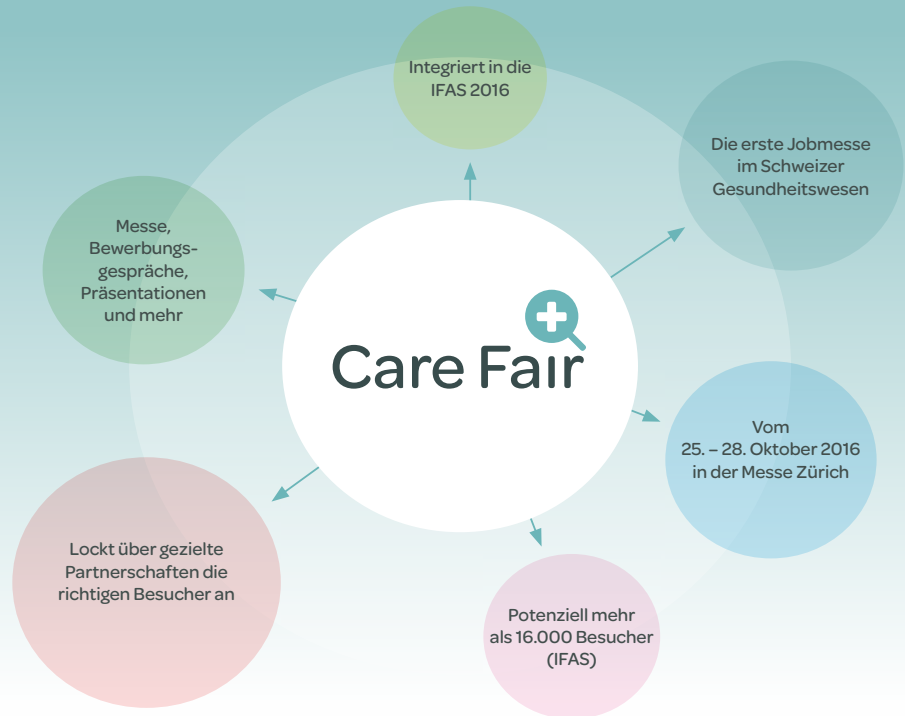 Integriert in die
IFAS 2016
Die erste Jobmesse
im Schweizer
Gesundheitswesen
Messe,
Bewerbungs-
gespräche,
Präsentationen
und mehr
Care Fair
Vom
25. – 28. Oktober 2016
in der Messe Zürich
Lockt über gezielte
Partnerschaften die
richtigen Besucher an
Potenziell mehr
als 16.000 Besucher
(IFAS)